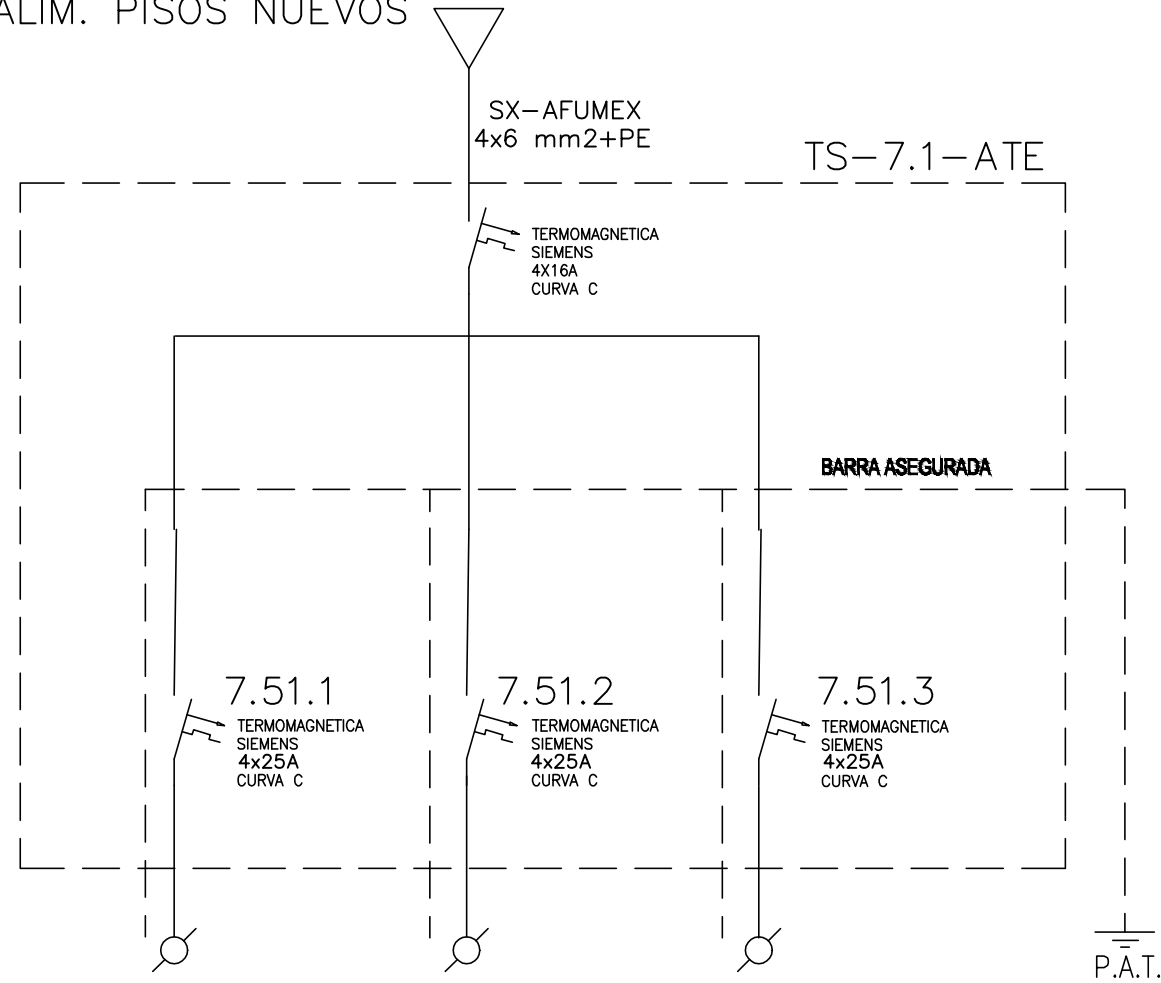 ALIM. PISOS NUEVOS
SX-AFUMEX
4x6 mm2+PE
TS-7.1-ATE
TERMOMAGNETICA
SIEMENS
4X16A
CURVA C
BARRA ASEGURADA
7.51.1
TERMOMAGNETICA
SIEMENS
4x25A
CURVA C
7.51.2
TERMOMAGNETICA
SIEMENS
4x25A
CURVA C
7.51.3
TERMOMAGNETICA
SIEMENS
4x25A
CURVA C
P.A.T.